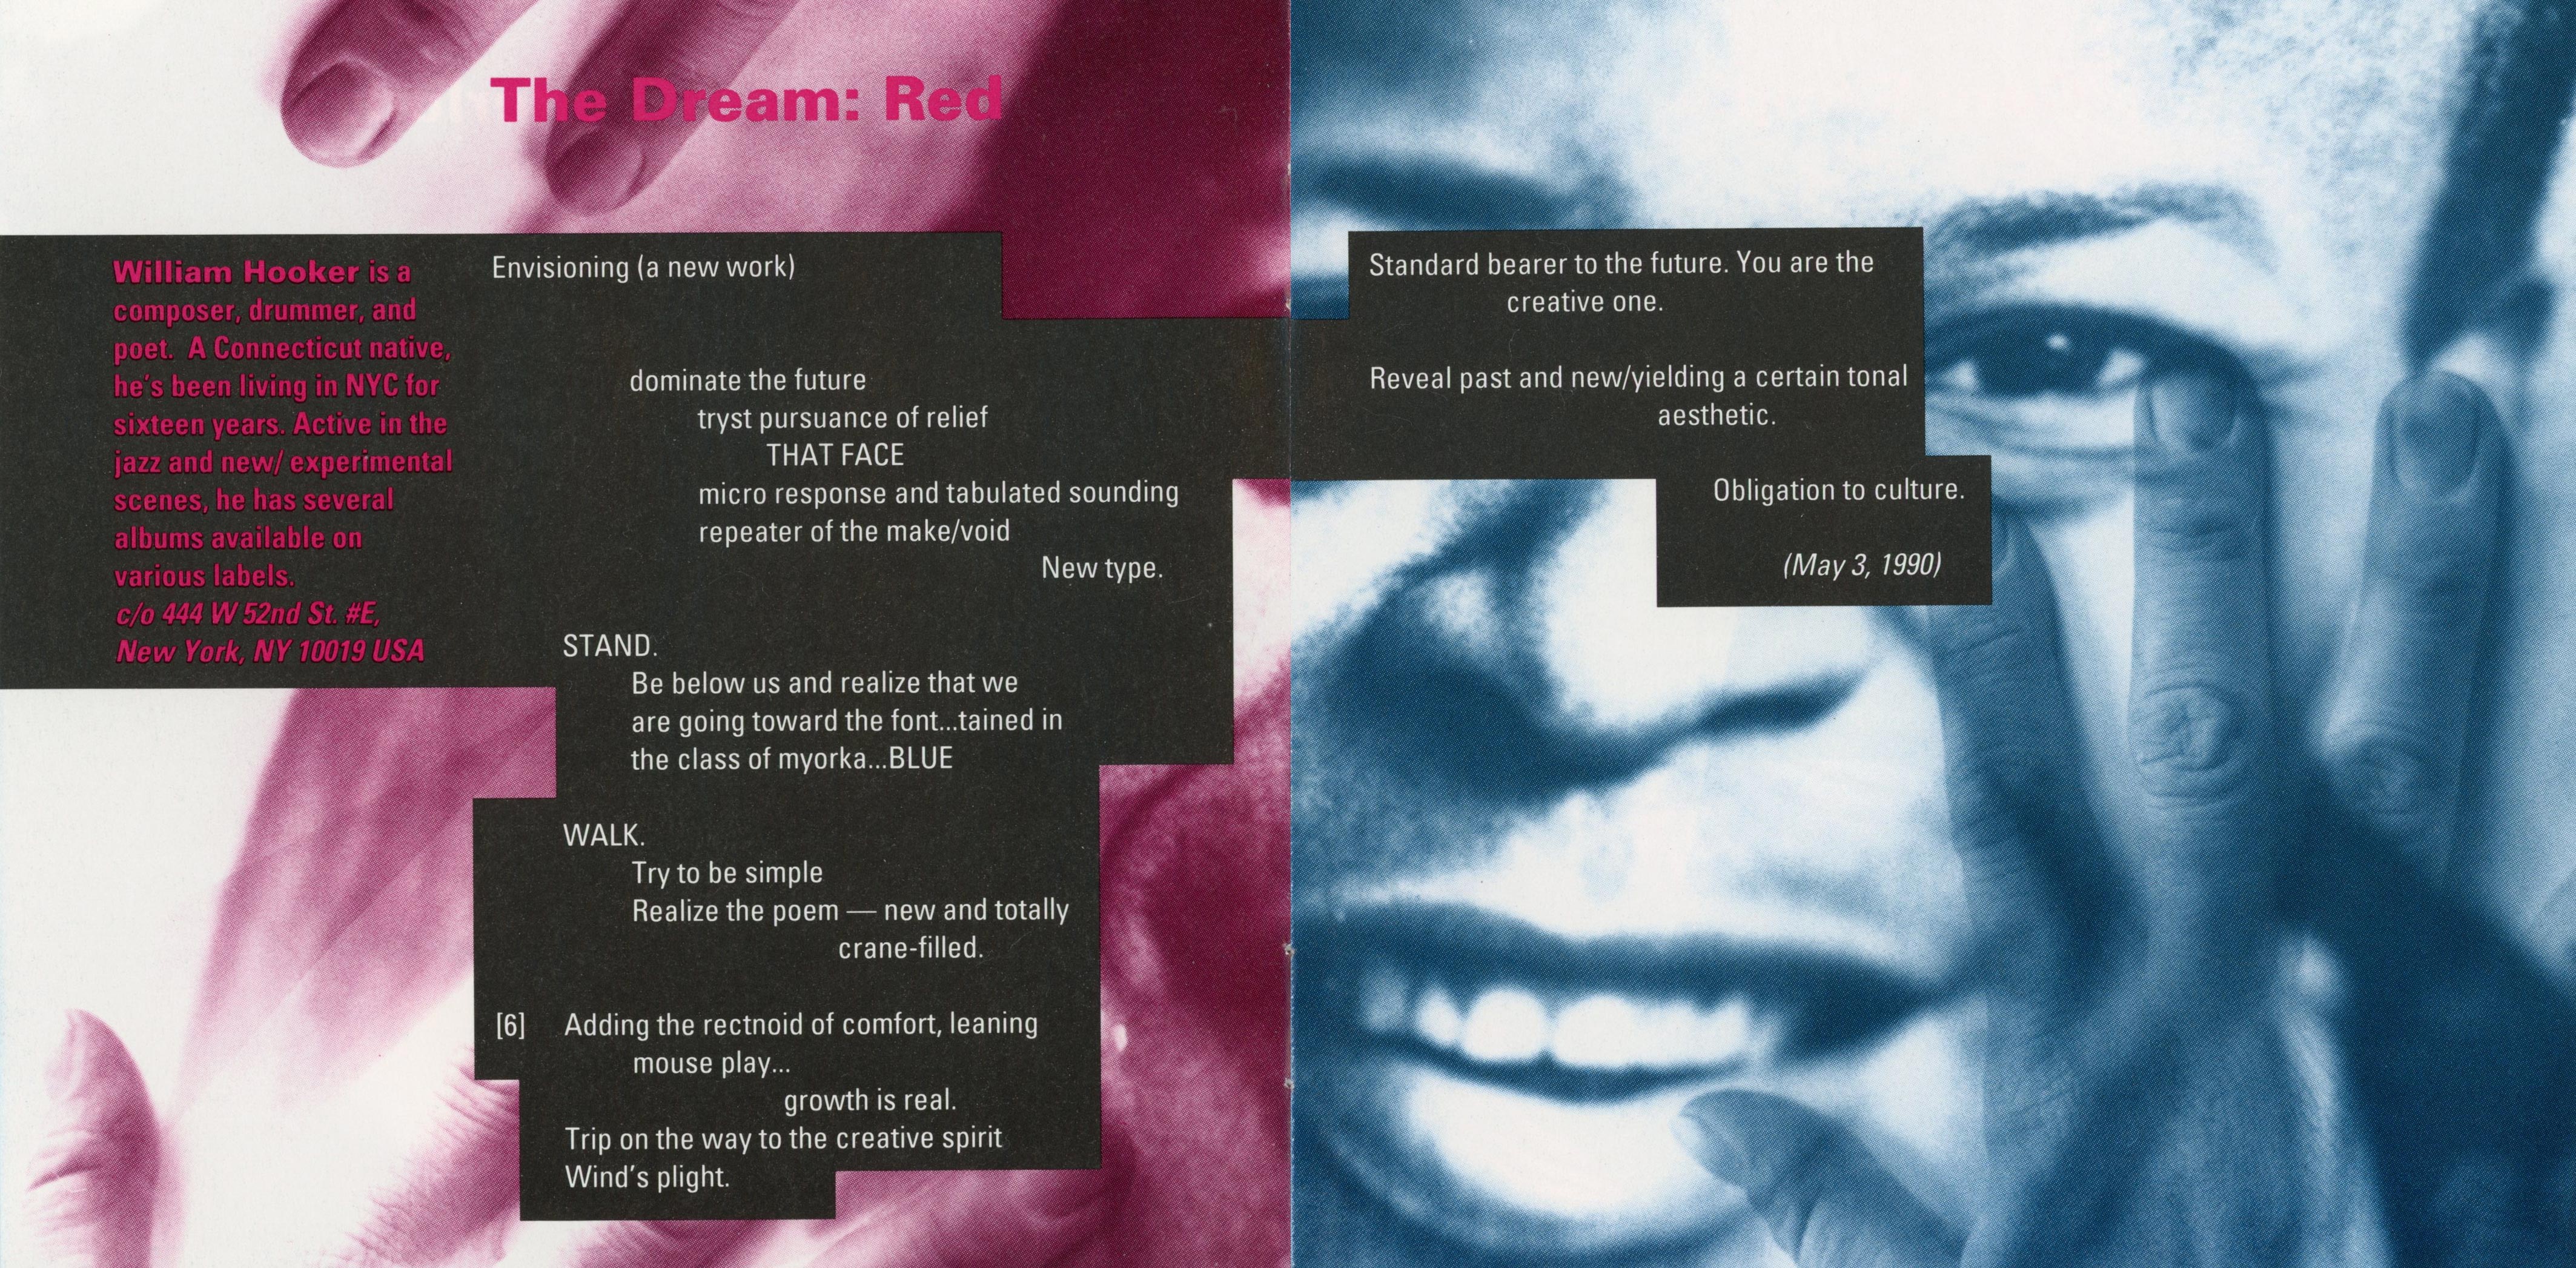 The Dream: Red
William Hooker is a
composer, drummer, and
poet. A Connecticut native,
he's been living in NYC for
sixteen years. Active in the
jazz and new/ experimental
scenes, he has several
albums available on
various labels.
c/o 444 W 52nd St. #E,
New York, NY 10019 USA
Envisioning (a new work)
dominate the future
tryst pursuance of relief
THAT FACE
micro response and tabulated sounding
repeater of the make/void
New type.
STAND.
Be below us and realize that we
are going toward the font...tained in
the class of myorka...BLUE
WALK.
Try to be simple
Realize the poem — new and totally
crane-filled.
[6] Adding the rectnoid of comfort, leaning
mouse play...
growth is real.
Trip on the way to the creative spirit
Wind's plight.
Standard bearer to the future. You are the
creative one.
Reveal past and new/yielding a certain tonal
aesthetic.
Obligation to culture.
(May 3, 1990)